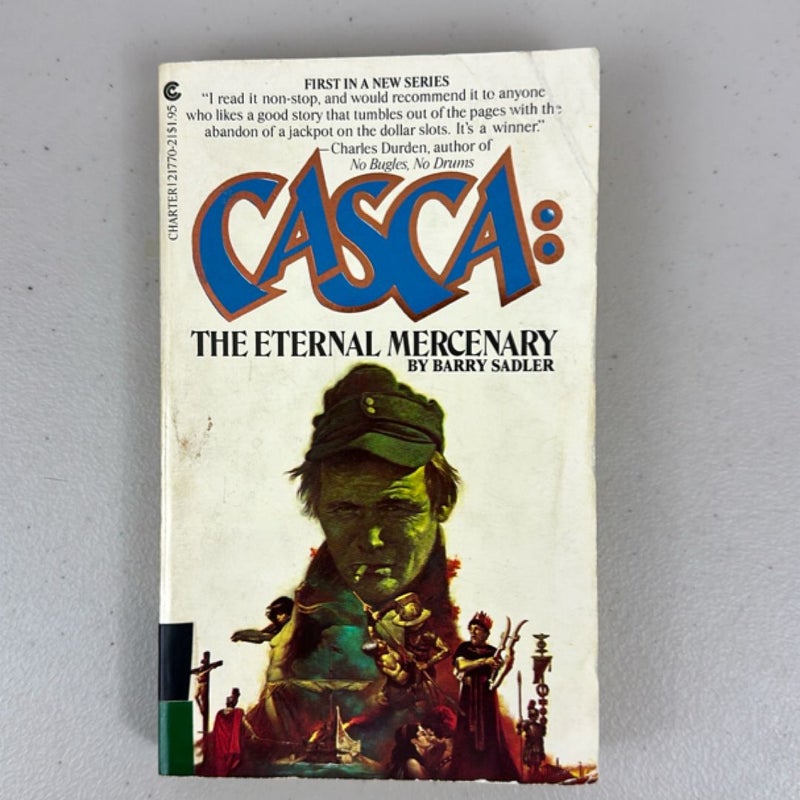 FIRST IN A NEW SERIES
"I read it non-stop, and would recommend it to anyone
who likes a good story that tumbles out of the pages with the
abandon of a jackpot on the dollar slots. It's a winner."
—Charles Durden, author of
No Bugles, No Drums
CHARTER | 21770-2 | $1.95
CASCA:
THE ETERNAL MERCENARY
BY BARRY SADLER